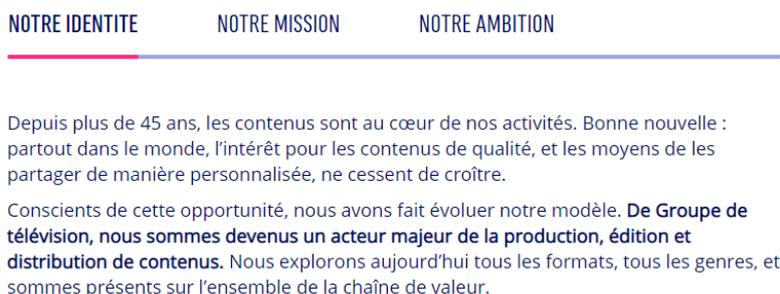 NOTRE IDENTITE NOTRE MISSION NOTRE AMBITION
Depuis plus de 45 ans, les contenus sont au cœur de nos activités. Bonne nouvelle :
partout dans le monde, l’intérêt pour les contenus de qualité, et les moyens de les
partager de manière personnalisée, ne cessent de croître.
Conscients de cette opportunité, nous avons fait évoluer notre modèle. De Groupe de
télévision, nous sommes devenus un acteur majeur de la production, édition et
distribution de contenus. Nous explorons aujourd’hui tous les formats, tous les genres, et
sommes présents sur l’ensemble de la chaîne de valeur.